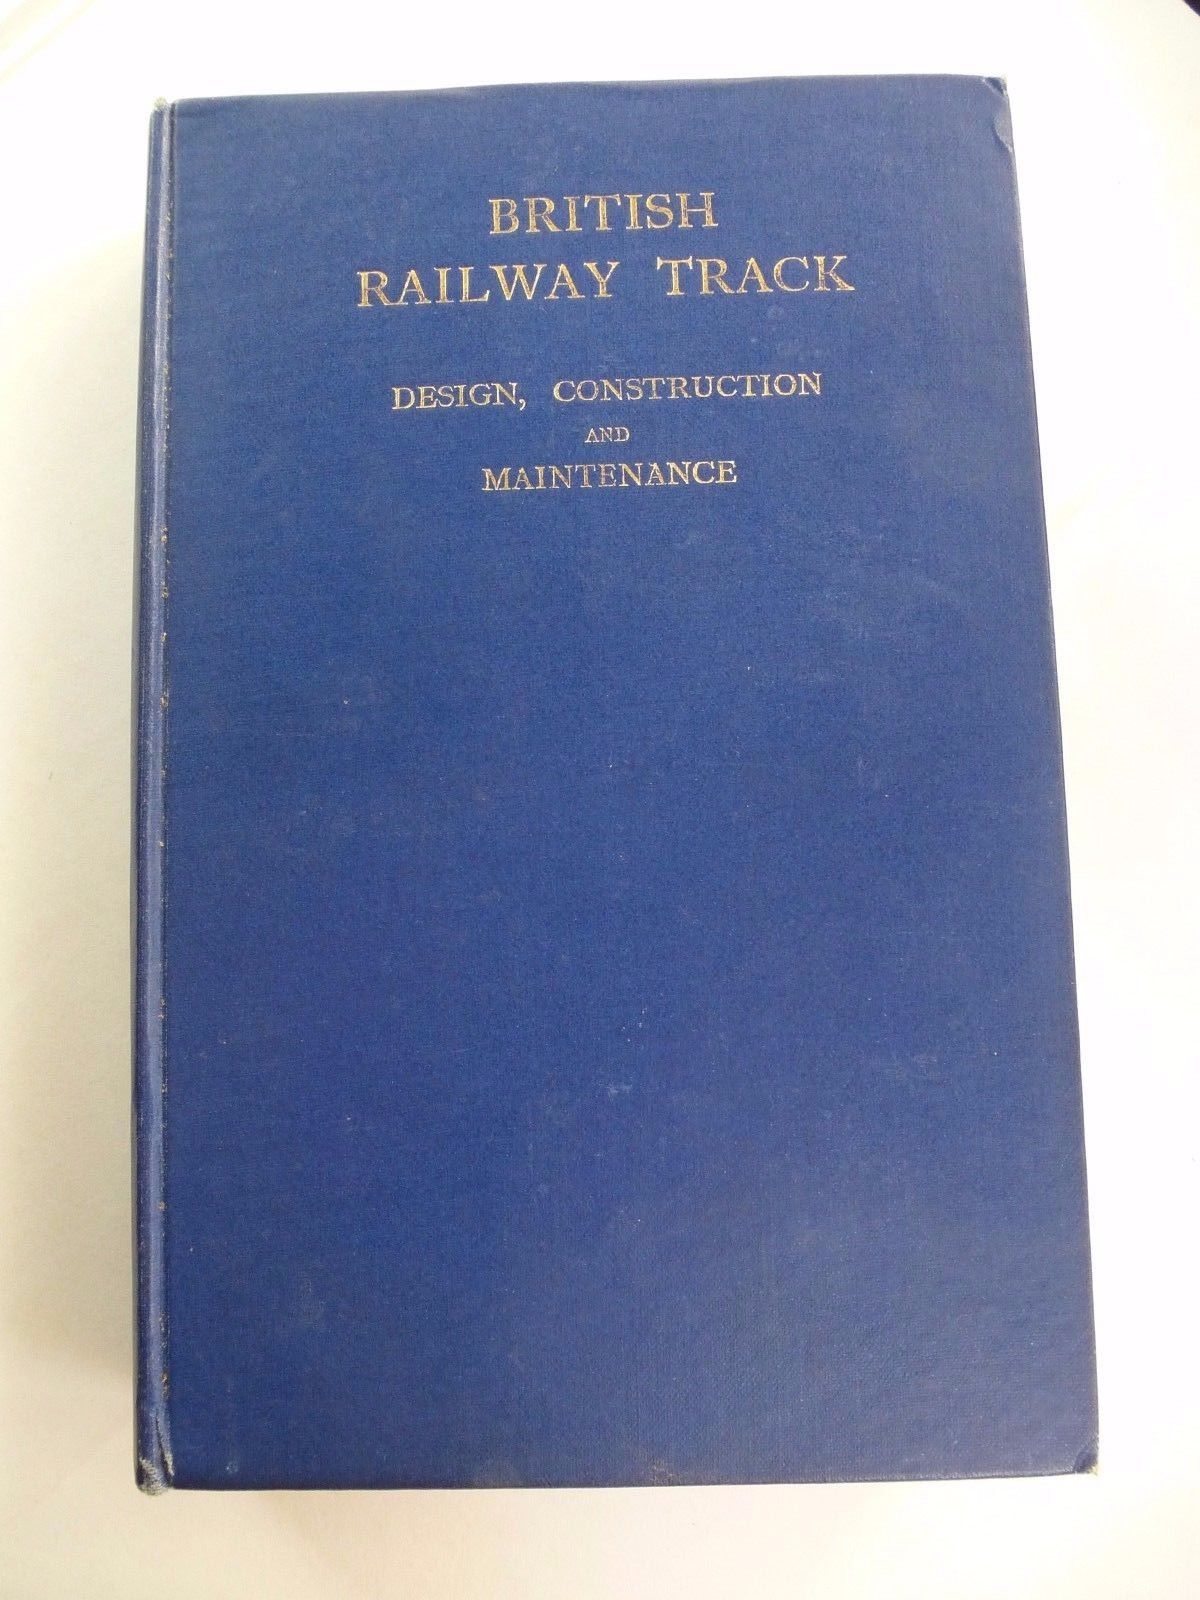 BRITISH
RAILWAY TRACK
DESIGN, CONSTRUCTION
AND
MAINTENANCE